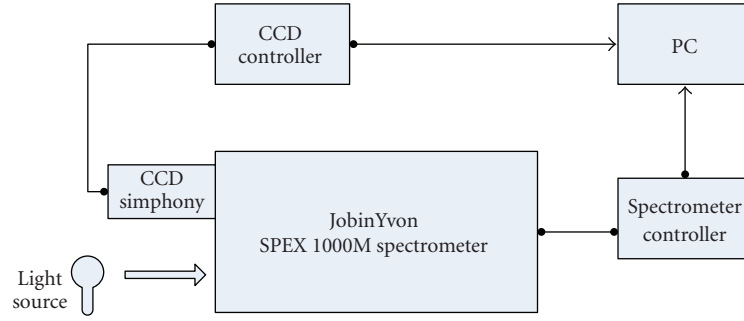 CCD
controller
PC
CCD
simphony
JobinYvon
SPEX 1000M spectrometer
Spectrometer
controller
Light
source